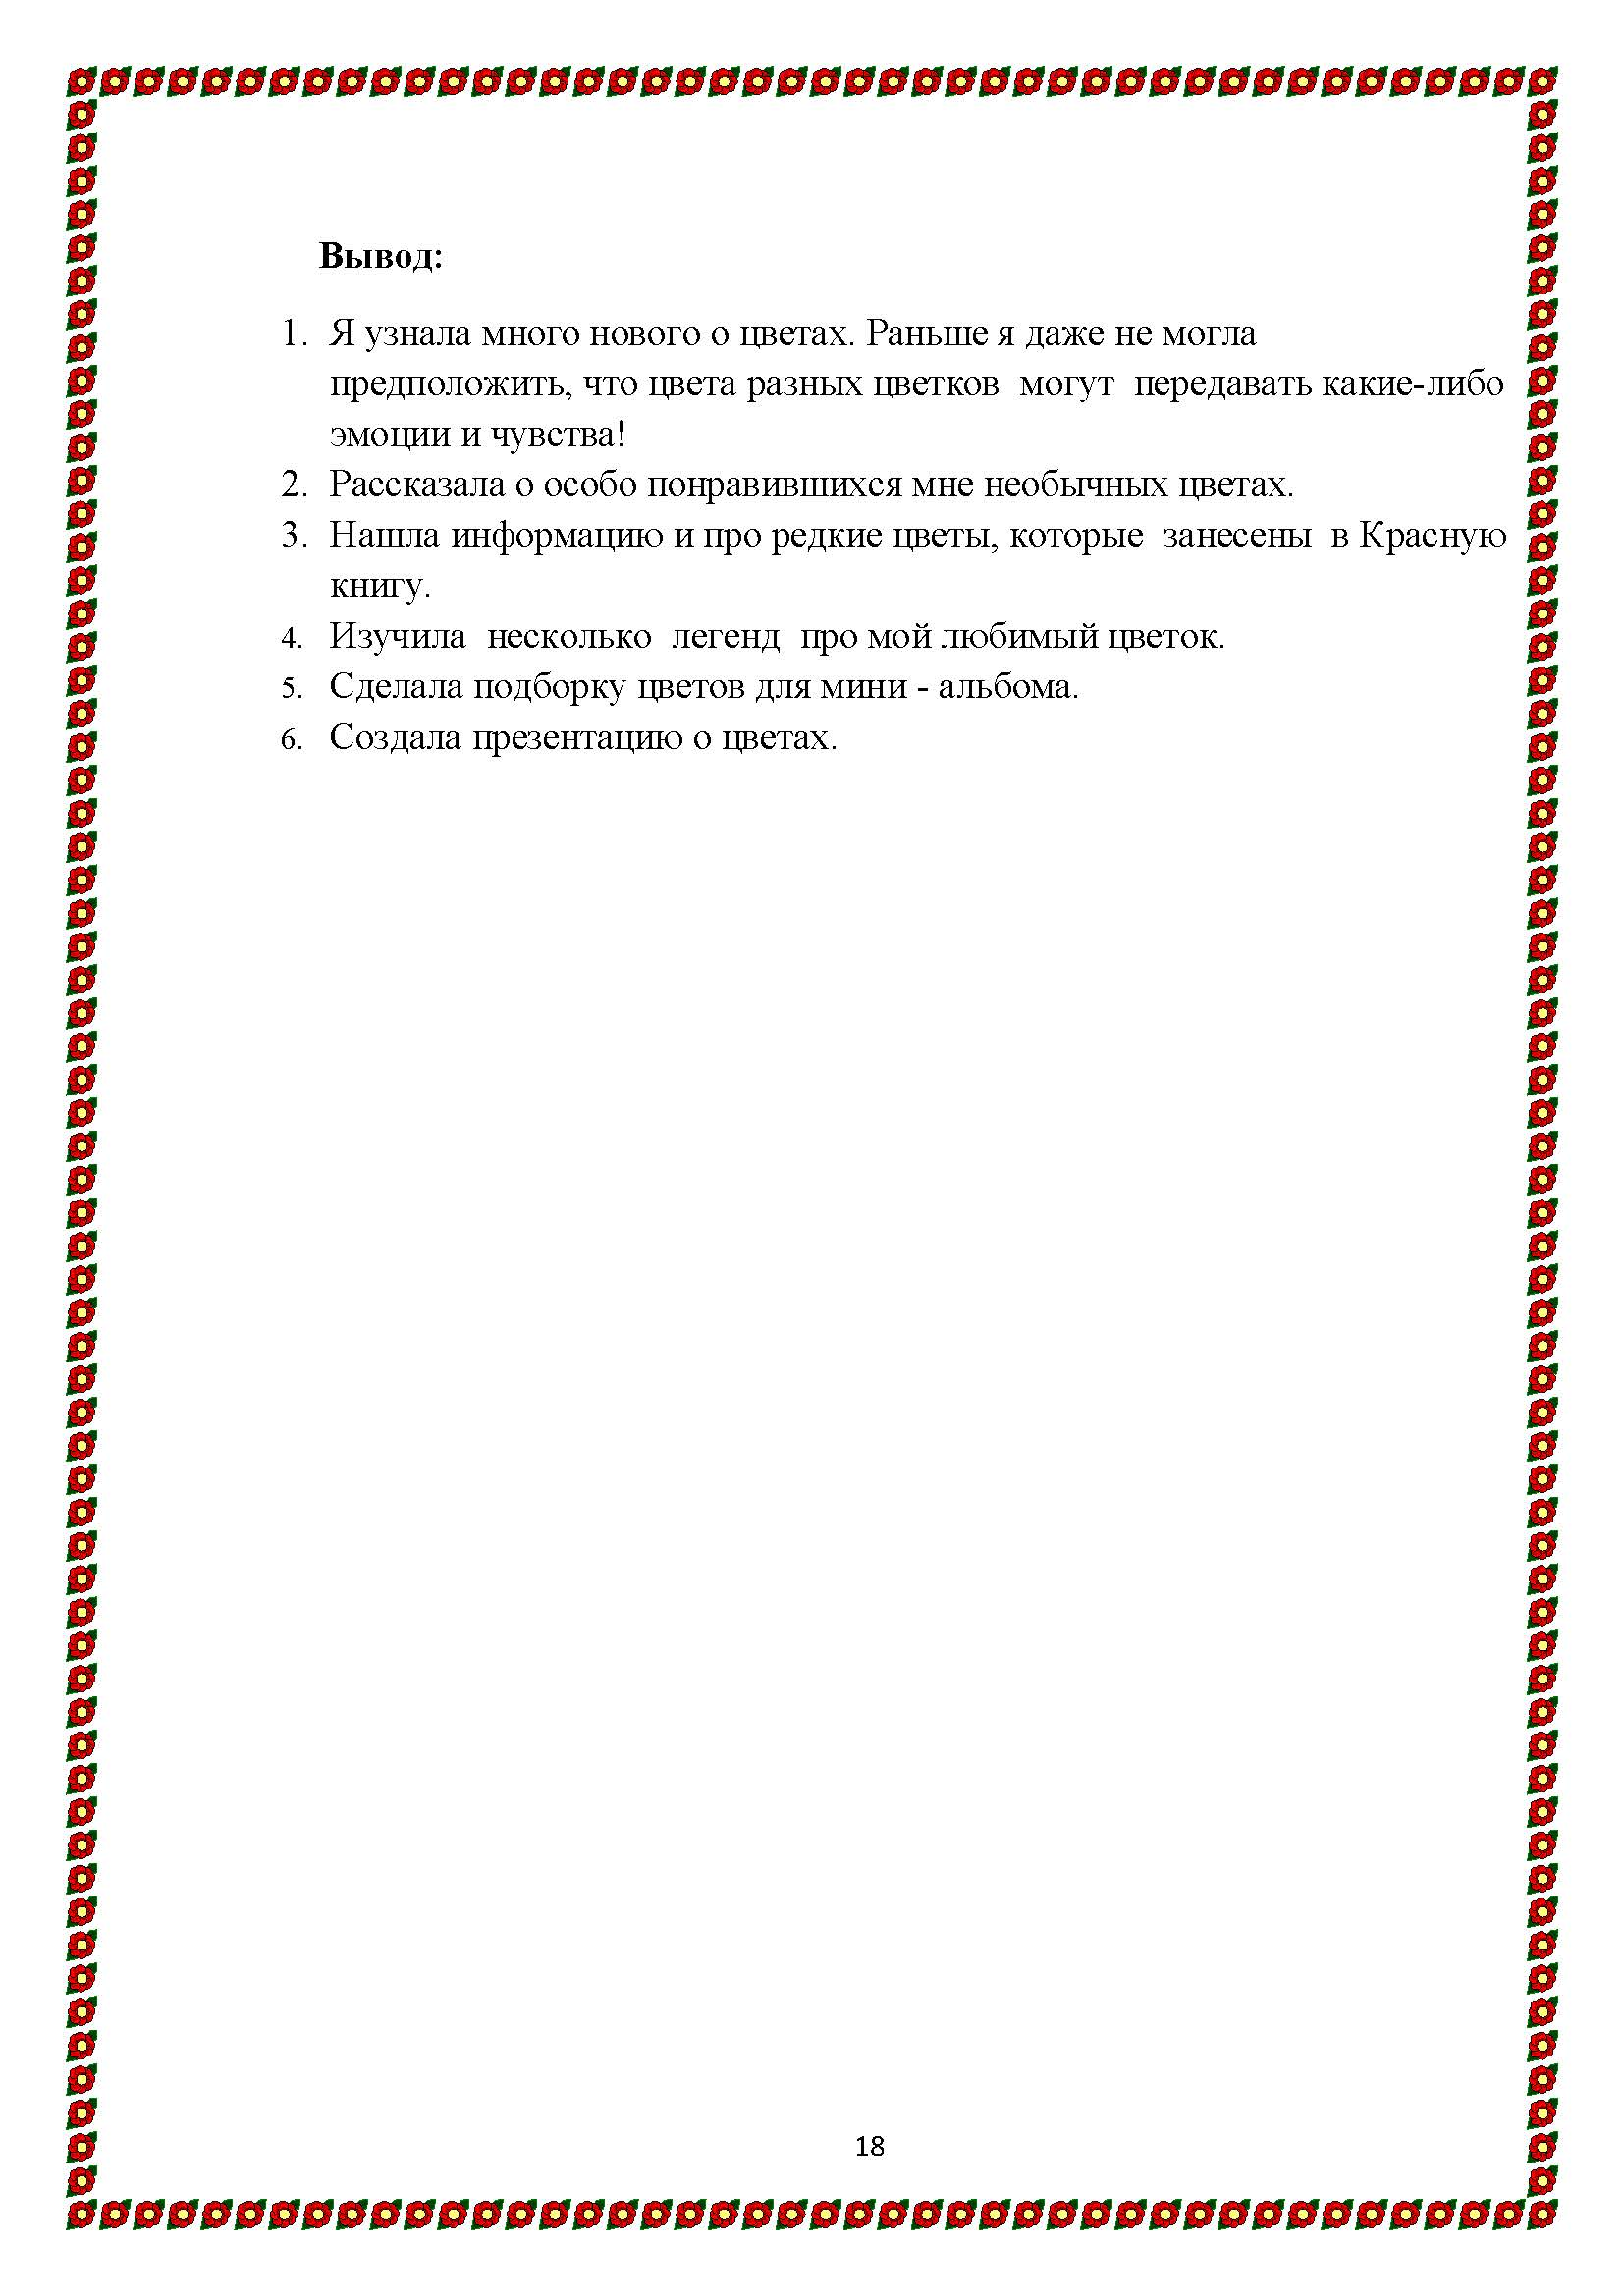 Вывод:
1. Я узнала много нового о цветах. Раньше я даже не могла
предположить, что цвета разных цветков могут передавать какие-либо
эмоции и чувства!
2. Рассказала о особо понравившихся мне необычных цветах.
3. Нашла информацию и про редкие цветы, которые занесены в Красную
книгу.
4. Изучила несколько легенд про мой любимый цветок.
5. Сделала подборку цветов для мини - альбома.
6. Создала презентацию о цветах.
18